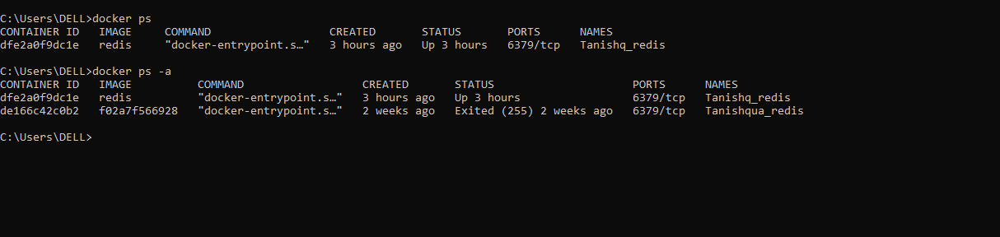 C:\Users\DELL>docker ps
CONTAINER ID   IMAGE     COMMAND                  CREATED       STATUS       PORTS      NAMES
dfe2a0f9dc1e   redis     "docker-entrypoint.s…"   3 hours ago   Up 3 hours   6379/tcp   Tanishq_redis
C:\Users\DELL>docker ps -a
CONTAINER ID   IMAGE          COMMAND                  CREATED       STATUS                     PORTS      NAMES
dfe2a0f9dc1e   redis          "docker-entrypoint.s…"   3 hours ago   Up 3 hours                 6379/tcp   Tanishq_redis
de166c42c0b2   f02a7f566928   "docker-entrypoint.s…"   2 weeks ago   Exited (255) 2 weeks ago   6379/tcp   Tanishqua_redis
C:\Users\DELL>